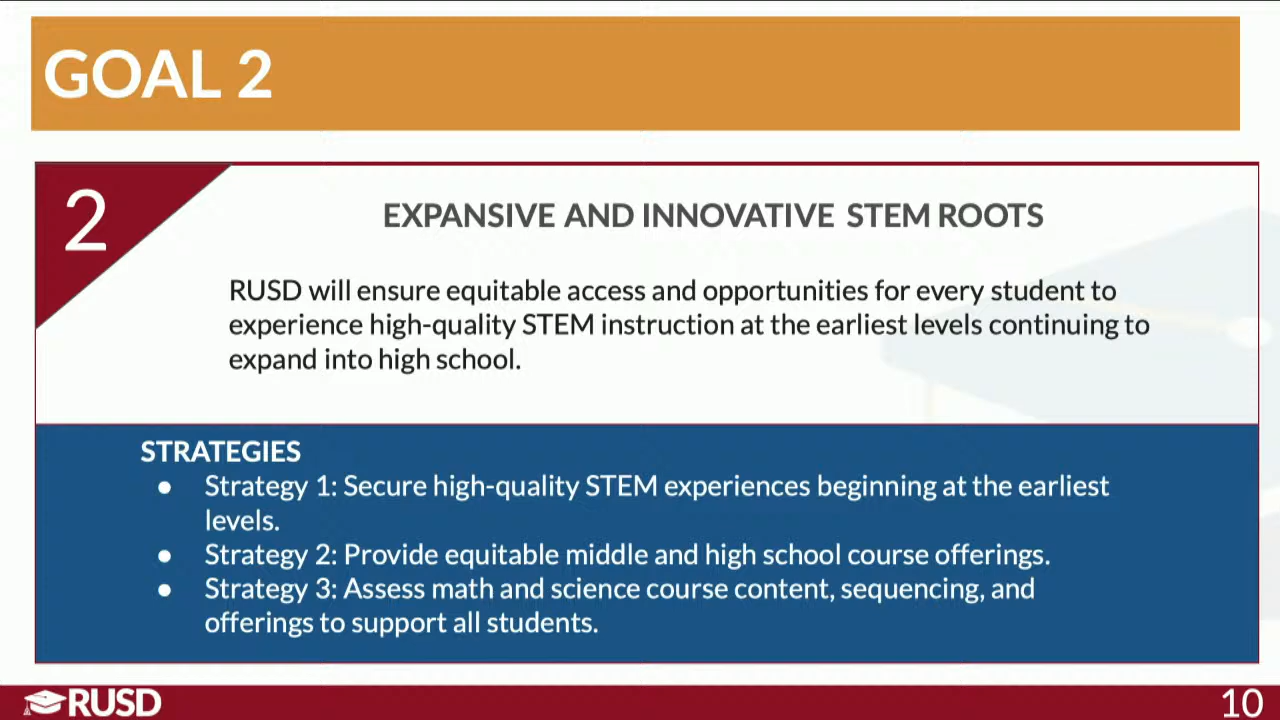 GOAL 2
2
EXPANSIVE AND INNOVATIVE STEM ROOTS
RUSD will ensure equitable access and opportunities for every student to
experience high-quality STEM instruction at the earliest levels continuing to
expand into high school.
STRATEGIES
● Strategy 1: Secure high-quality STEM experiences beginning at the earliest
levels.
● Strategy 2: Provide equitable middle and high school course offerings.
● Strategy 3: Assess math and science course content, sequencing, and
offerings to support all students.
RUSD
10